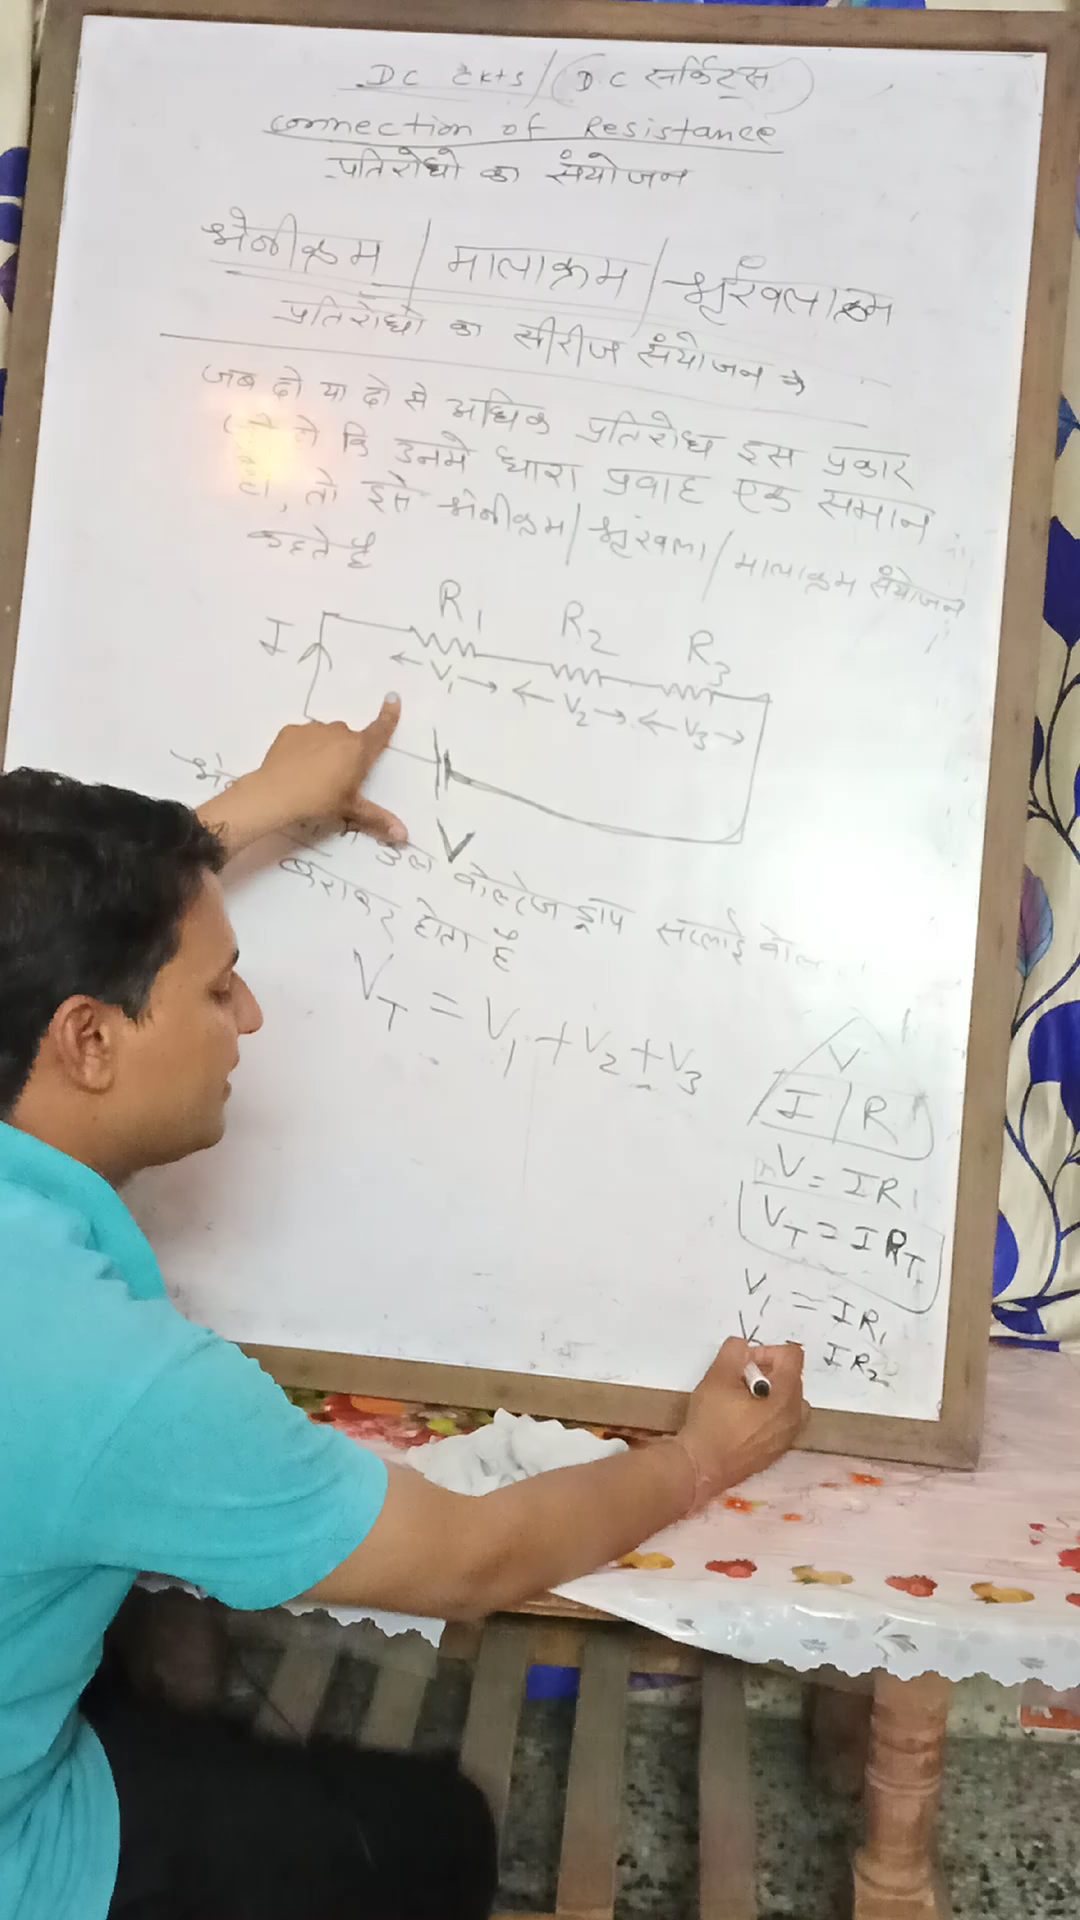 DC Ckts / (D.C सर्किट्स)
Connection of Resistance
प्रतिरोधो का संयोजन
श्रेणीक्रम / मालाक्रम / श्रृंखलाक्रम
प्रतिरोधो का सीरीज संयोजन →
जब दो या दो से अधिक प्रतिरोध इस प्रकार
हो कि उनमे धारा प्रवाह एक समान
हो, तो इसे श्रेणीक्रम / श्रृंखला / मालाक्रम संयोजन
कहते है
I R1 R2 R3
← V1 → ← V2 → ← V3 →
V
कुल वोल्टेज ड्रॉप सप्लाई
बराबर होता है
VT = V1 + V2 + V3
V
I | R
V = IR
VT = IRT
V1 = IR1
= IR2